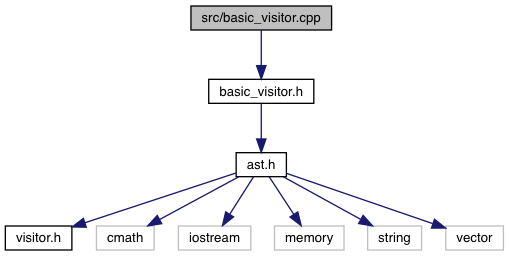 src/basic_visitor.cpp
basic_visitor.h
ast.h
visitor.h
cmath
iostream
memory
string
vector